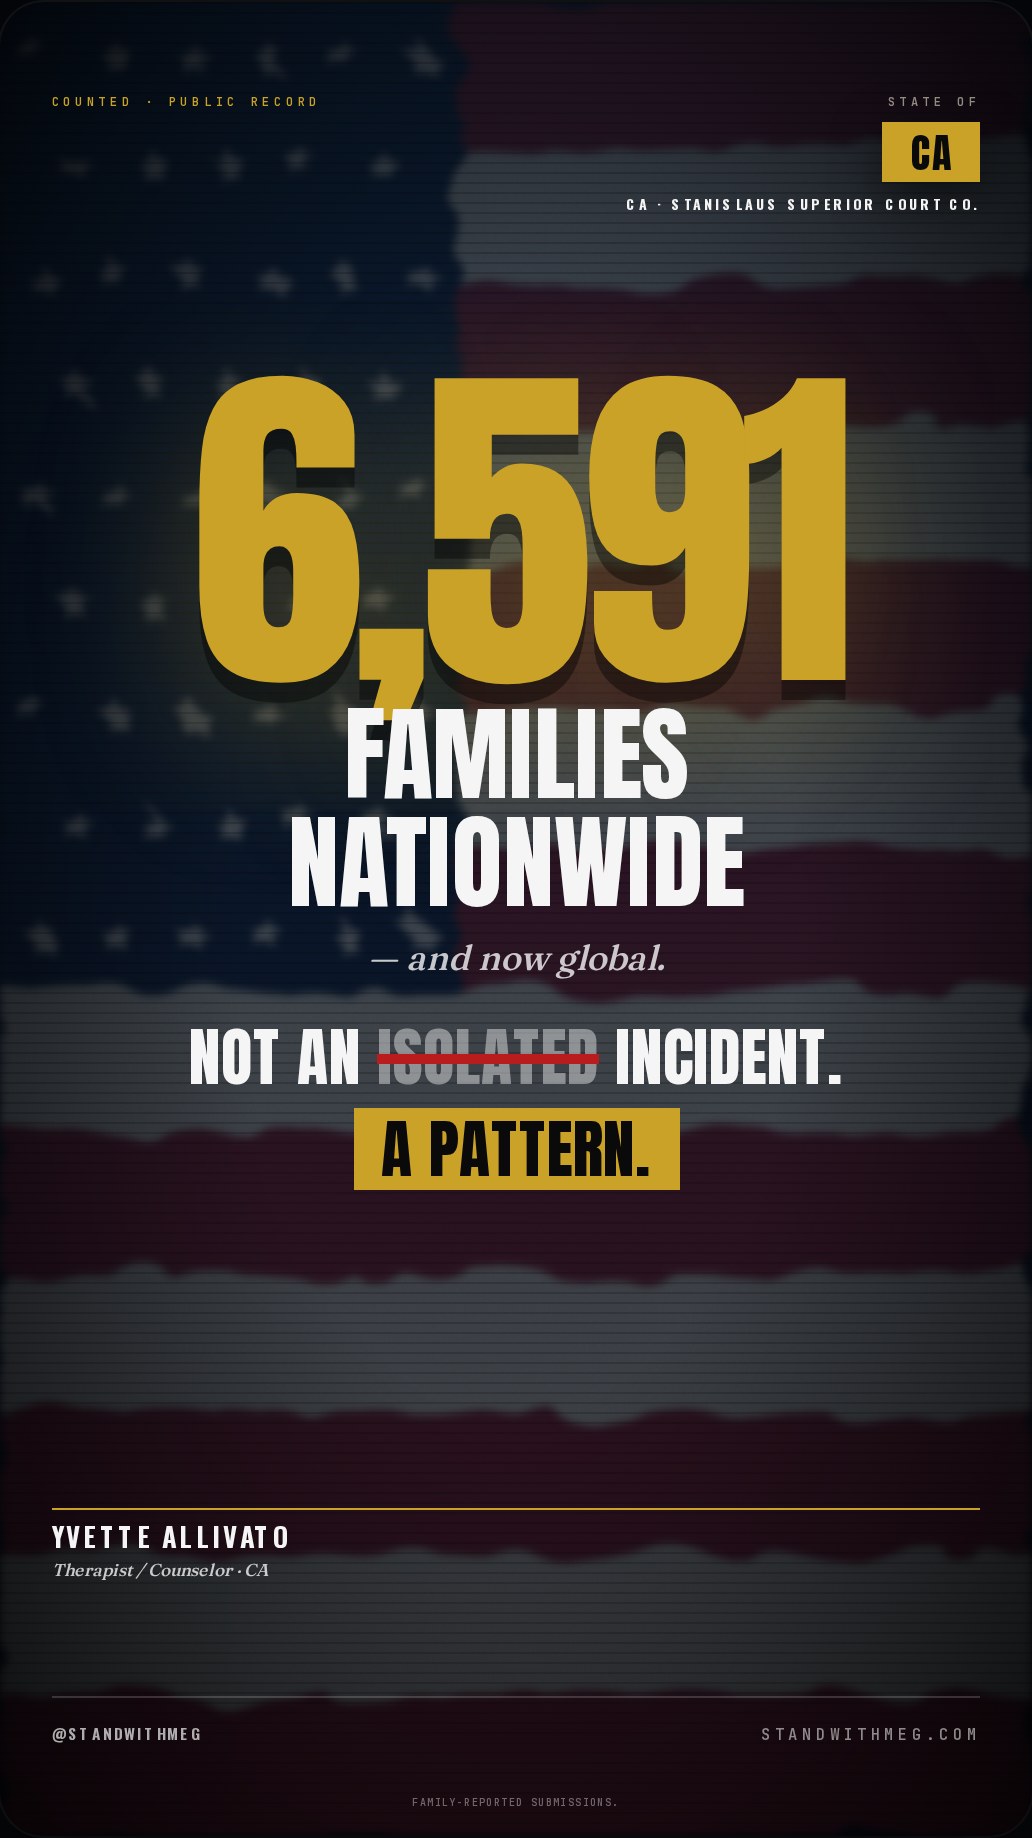 COUNTED · PUBLIC RECORD
STATE OF
CA
CA · STANISLAUS SUPERIOR COURT CO.
6,591
FAMILIES
NATIONWIDE
— and now global.
NOT AN ISOLATED INCIDENT.
A PATTERN.
YVETTE ALLIVATO
Therapist / Counselor · CA
@STANDWITHMEG
STANDWITHMEG.COM
FAMILY-REPORTED SUBMISSIONS.